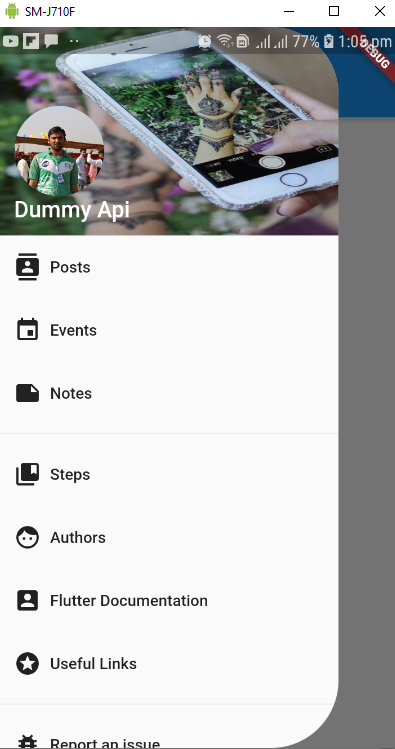 SM-J710F
77% 1:05 pm
DEBUG
Dummy Api
Posts
Events
Notes
Steps
Authors
Flutter Documentation
Useful Links
Report an issue